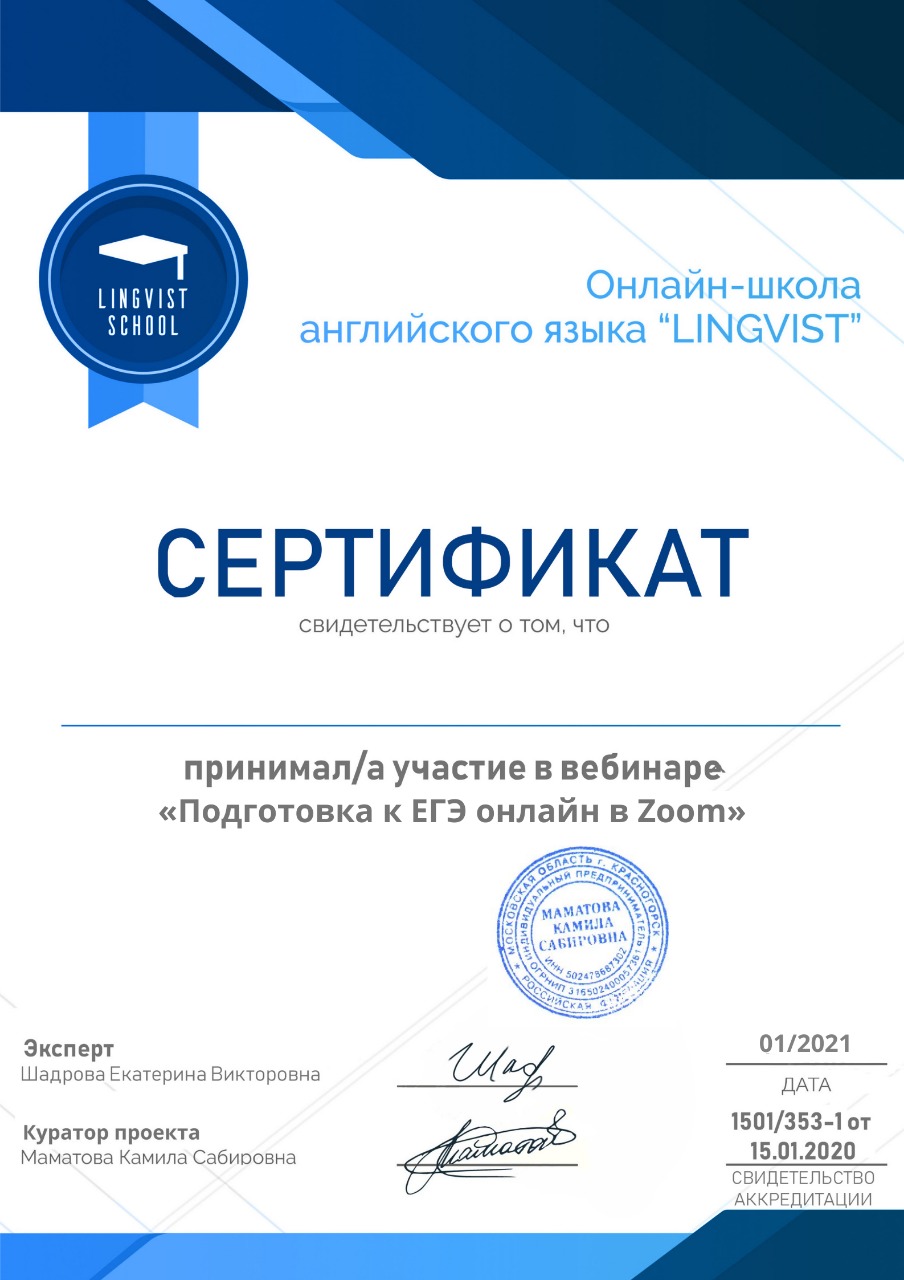 LINGVIST
SCHOOL
Онлайн-школа
английского языка “LINGVIST”
СЕРТИФИКАТ
свидетельствует о том, что
принимал/а участие в вебинаре
«Подготовка к ЕГЭ онлайн в Zoom»
МОСКОВСКАЯ ОБЛАСТЬ г. КРАСНОГОРСК
ИНДИВИДУАЛЬНЫЙ ПРЕДПРИНИМАТЕЛЬ
МАМАТОВА
КАМИЛА
САБИРОВНА
ИНН 502478687302
ОГРНИП 316502400057361
РОССИЙСКАЯ ФЕДЕРАЦИЯ
Эксперт
Шадрова Екатерина Викторовна
Шад
01/2021
ДАТА
Куратор проекта
Маматова Камила Сабировна
1501/353-1 от
15.01.2020
СВИДЕТЕЛЬСТВО
АККРЕДИТАЦИИ